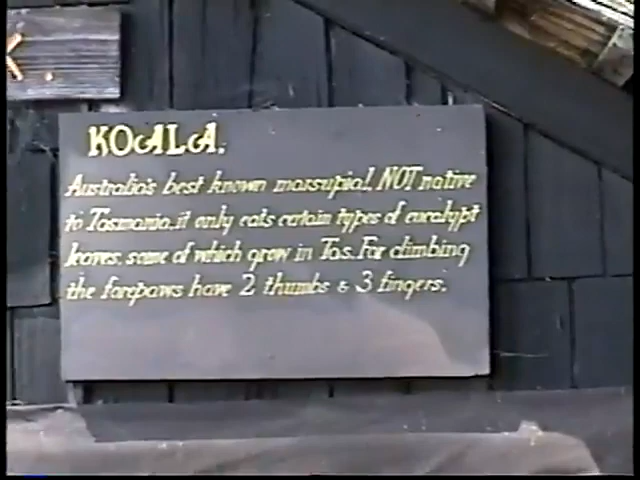 K.
KOALA.
Australia's best known marsupial. NOT native
to Tasmania, it only eats certain types of eucalypt
leaves, some of which grow in Tas. For climbing
the forepaws have 2 thumbs & 3 fingers.